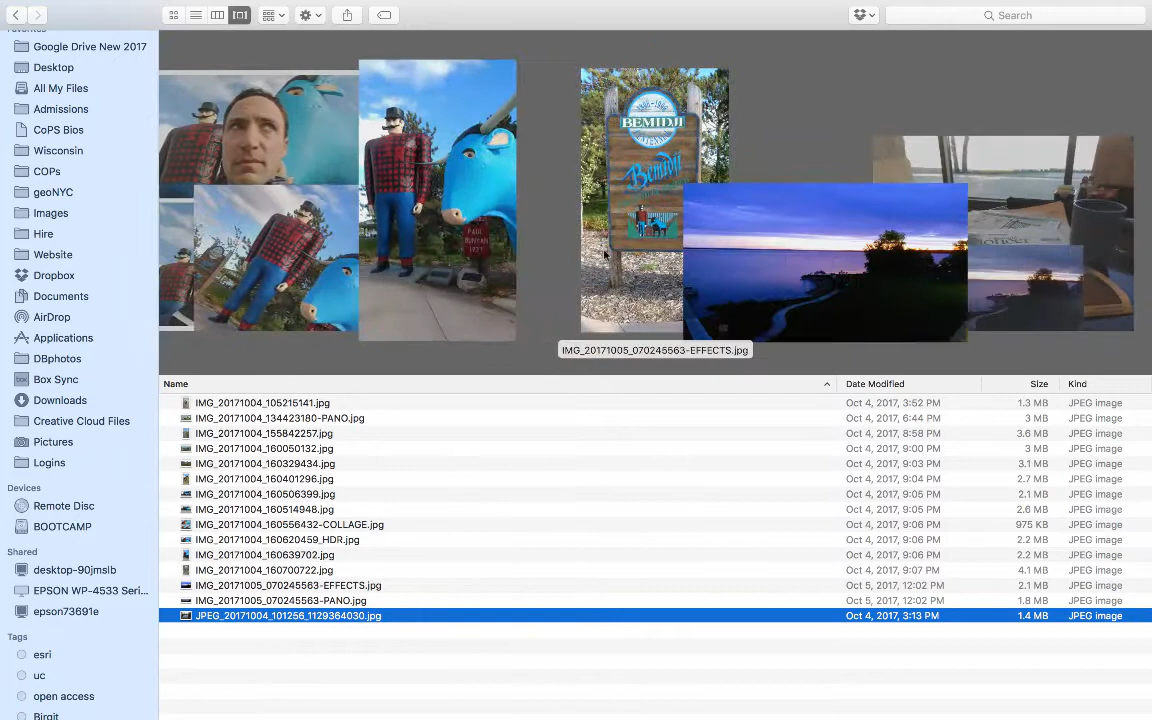 Search
Favorites
Google Drive New 2017
Desktop
All My Files
Admissions
CoPS Bios
Wisconsin
COPs
geoNYC
Images
Hire
Website
Dropbox
Documents
AirDrop
Applications
DBphotos
Box Sync
Downloads
Creative Cloud Files
Pictures
Logins
Devices
Remote Disc
BOOTCAMP
Shared
desktop-90jmslb
EPSON WP-4533 Seri...
epson73691e
Tags
esri
uc
open access
Birgit
PAUL
BUNYAN
1937
BEMIDJI
Bemidji
IMG_20171005_070245563-EFFECTS.jpg
Name Date Modified Size Kind
IMG_20171004_105215141.jpg Oct 4, 2017, 3:52 PM 1.3 MB JPEG image
IMG_20171004_134423180-PANO.jpg Oct 4, 2017, 6:44 PM 3 MB JPEG image
IMG_20171004_155842257.jpg Oct 4, 2017, 8:58 PM 3.6 MB JPEG image
IMG_20171004_160050132.jpg Oct 4, 2017, 9:00 PM 3 MB JPEG image
IMG_20171004_160329434.jpg Oct 4, 2017, 9:03 PM 3.1 MB JPEG image
IMG_20171004_160401296.jpg Oct 4, 2017, 9:04 PM 2.7 MB JPEG image
IMG_20171004_160506399.jpg Oct 4, 2017, 9:05 PM 2.1 MB JPEG image
IMG_20171004_160514948.jpg Oct 4, 2017, 9:05 PM 2.6 MB JPEG image
IMG_20171004_160556432-COLLAGE.jpg Oct 4, 2017, 9:06 PM 975 KB JPEG image
IMG_20171004_160620459_HDR.jpg Oct 4, 2017, 9:06 PM 2.2 MB JPEG image
IMG_20171004_160639702.jpg Oct 4, 2017, 9:06 PM 2.2 MB JPEG image
IMG_20171004_160700722.jpg Oct 4, 2017, 9:07 PM 4.1 MB JPEG image
IMG_20171005_070245563-EFFECTS.jpg Oct 5, 2017, 12:02 PM 2.1 MB JPEG image
IMG_20171005_070245563-PANO.jpg Oct 5, 2017, 12:02 PM 1.8 MB JPEG image
JPEG_20171004_101256_1129364030.jpg Oct 4, 2017, 3:13 PM 1.4 MB JPEG image